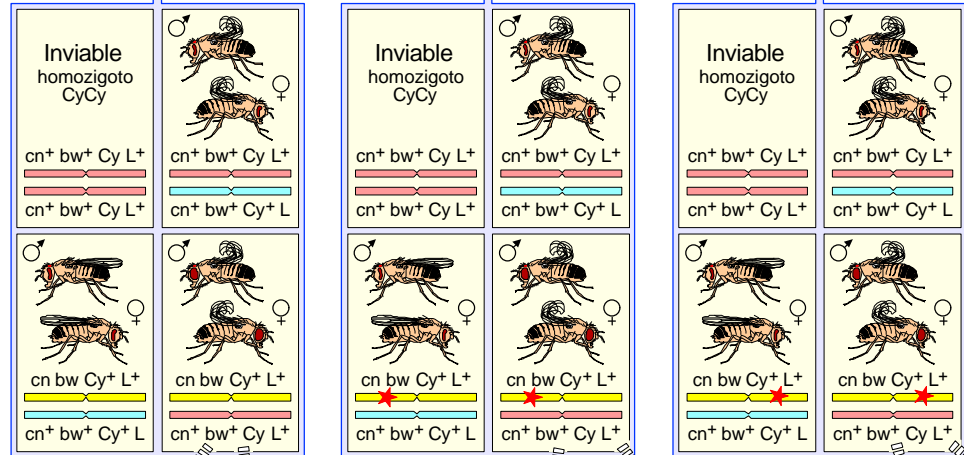 Inviable
homozigoto
CyCy
cn⁺ bw⁺ Cy L⁺
cn⁺ bw⁺ Cy L⁺
♂
♀
cn⁺ bw⁺ Cy L⁺
cn⁺ bw⁺ Cy⁺ L
♂
♀
cn bw Cy⁺ L⁺
cn⁺ bw⁺ Cy⁺ L
♂
♀
cn bw Cy⁺ L⁺
cn⁺ bw⁺ Cy L⁺
Inviable
homozigoto
CyCy
cn⁺ bw⁺ Cy L⁺
cn⁺ bw⁺ Cy L⁺
♂
♀
cn⁺ bw⁺ Cy L⁺
cn⁺ bw⁺ Cy⁺ L
♂
♀
cn bw Cy⁺ L⁺
cn⁺ bw⁺ Cy⁺ L
♂
♀
cn bw Cy⁺ L⁺
cn⁺ bw⁺ Cy L⁺
Inviable
homozigoto
CyCy
cn⁺ bw⁺ Cy L⁺
cn⁺ bw⁺ Cy L⁺
♂
♀
cn⁺ bw⁺ Cy L⁺
cn⁺ bw⁺ Cy⁺ L
♂
♀
cn bw Cy⁺ L⁺
cn⁺ bw⁺ Cy⁺ L
♂
♀
cn bw Cy⁺ L⁺
cn⁺ bw⁺ Cy L⁺